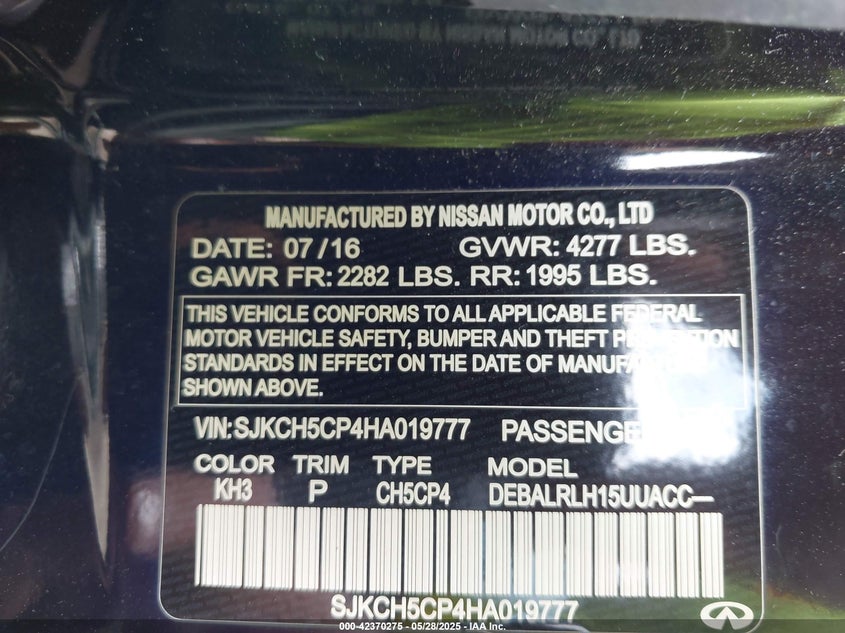 MANUFACTURED BY NISSAN MOTOR CO., LTD
DATE: 07/16 GVWR: 4277 LBS.
GAWR FR: 2282 LBS. RR: 1995 LBS.
THIS VEHICLE CONFORMS TO ALL APPLICABLE FEDERAL
MOTOR VEHICLE SAFETY, BUMPER AND THEFT
STANDARDS IN EFFECT ON THE DATE OF
SHOWN ABOVE.
VIN:SJKCH5CP4HA019777
COLOR TRIM TYPE MODEL
KH3 P CH5CP4 DEBALRLH15UUACC—
SJKCH5CP4HA019777
000-42370275 - 05/28/2025 - IAA Inc.